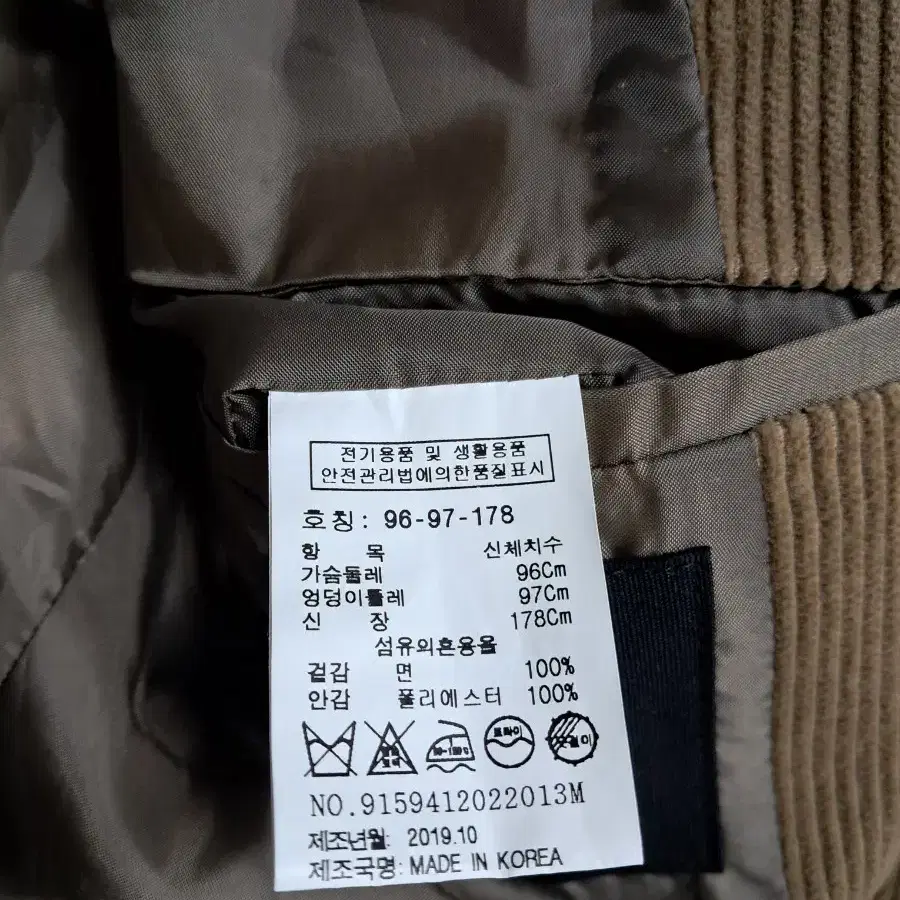 전기용품 및 생활용품
안전관리법에의한품질표시
호칭: 96-97-178
항 목 신체치수
가슴둘레 96Cm
엉덩이둘레 97Cm
신 장 178Cm
섬유의혼용율
겉감 면 100%
안감 폴리에스터 100%
드라이
NO.9159412022013M
제조년월: 2019.10
제조국명: MADE IN KOREA